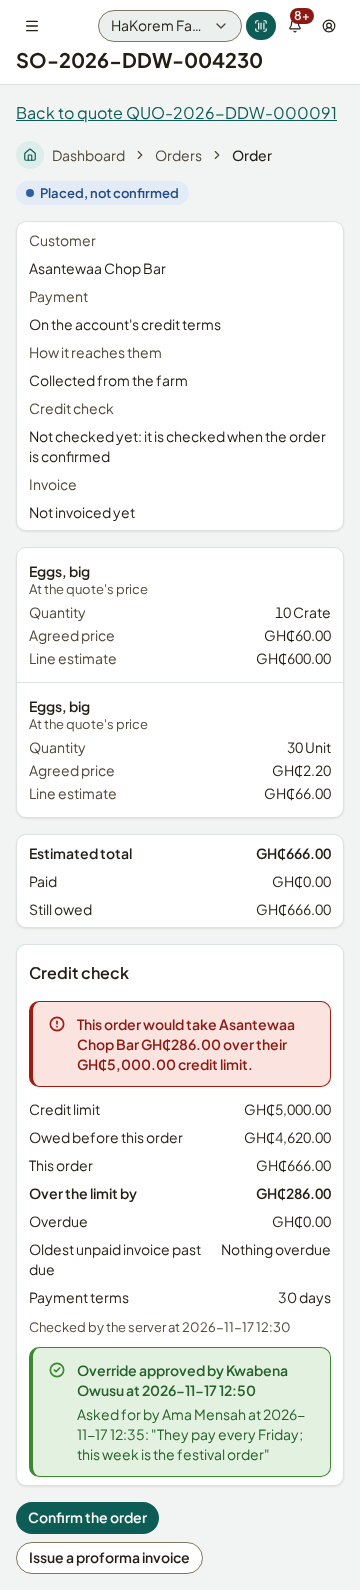 HaKorem Fa...
8+
SO-2026-DDW-004230
Back to quote QUO-2026-DDW-000091
Dashboard > Orders > Order
Placed, not confirmed
Customer
Asantewaa Chop Bar
Payment
On the account's credit terms
How it reaches them
Collected from the farm
Credit check
Not checked yet: it is checked when the order
is confirmed
Invoice
Not invoiced yet
Eggs, big
At the quote's price
Quantity 10 Crate
Agreed price GH₵60.00
Line estimate GH₵600.00
Eggs, big
At the quote's price
Quantity 30 Unit
Agreed price GH₵2.20
Line estimate GH₵66.00
Estimated total GH₵666.00
Paid GH₵0.00
Still owed GH₵666.00
Credit check
This order would take Asantewaa
Chop Bar GH₵286.00 over their
GH₵5,000.00 credit limit.
Credit limit GH₵5,000.00
Owed before this order GH₵4,620.00
This order GH₵666.00
Over the limit by GH₵286.00
Overdue GH₵0.00
Oldest unpaid invoice past Nothing overdue
due
Payment terms 30 days
Checked by the server at 2026-11-17 12:30
Override approved by Kwabena
Owusu at 2026-11-17 12:50
Asked for by Ama Mensah at 2026-
11-17 12:35: "They pay every Friday;
this week is the festival order"
Confirm the order
Issue a proforma invoice